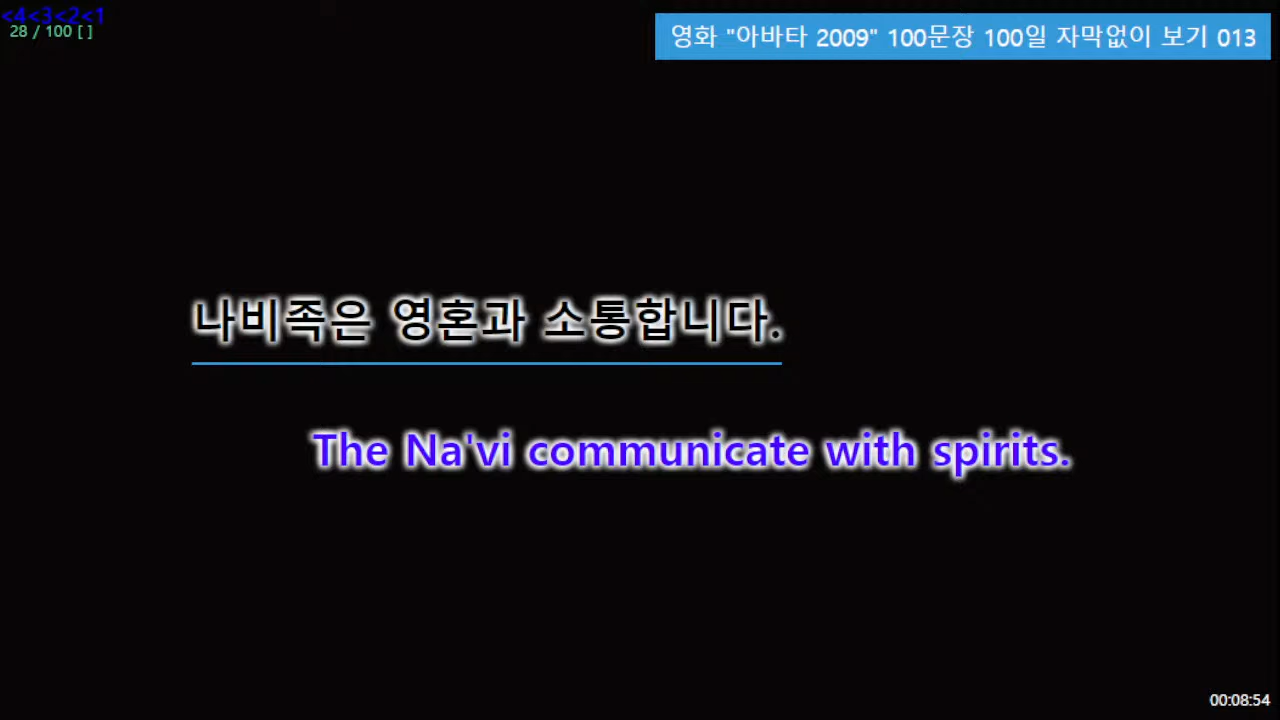 <4<3<2<1
28 / 100 [ ]
영화 "아바타 2009" 100문장 100일 자막없이 보기 013
나비족은 영혼과 소통합니다.
The Na'vi communicate with spirits.
00:08:54